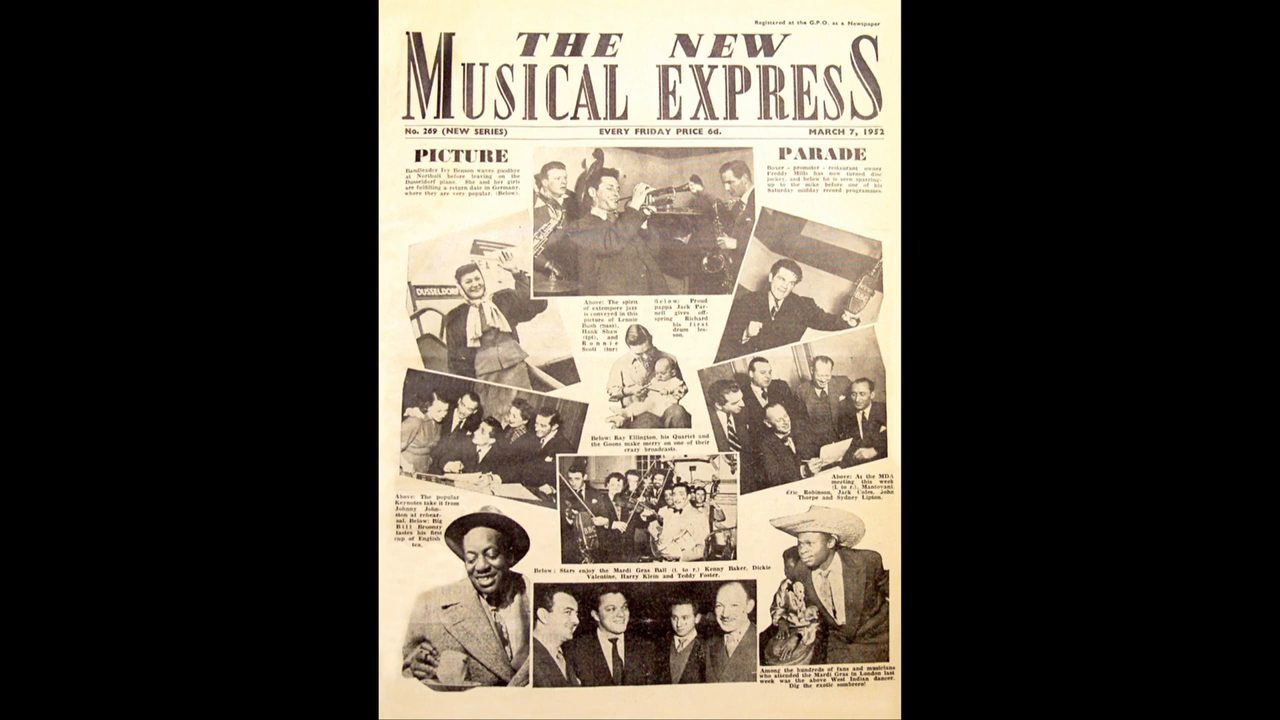 Registered at the G.P.O. as a Newspaper
THE NEW
MUSICAL EXPRESS
No. 269 (NEW SERIES) EVERY FRIDAY PRICE 6d. MARCH 7, 1952
PICTURE
Bandleader Ivy Benson waves goodbye
at Northolt before leaving on the
Dusseldorf plane. She and her girls
are fulfilling a return date in Germany,
where they are very popular. (Below).
PARADE
Boxer - promoter - restaurant owner
Freddy Mills has now turned disc
jockey, and below he is seen sparring-
up to the mike before one of his
Saturday midday record programmes.
DUSSELDORF
Above: The spirit
of extempore jazz
is conveyed in this
picture of Lennie
Bush (bass),
Hank Shaw
(tpt), and
Ronnie
Scott (tnr)
Below: Proud
pappa Jack Par-
nell gives off-
spring Richard
his first
drum les-
son.
Below: Ray Ellington, his Quartet and
the Goons make merry on one of their
crazy broadcasts.
Above: At the MDA
meeting this week
(l. to r.), Mantovani,
Eric Robinson, Jack Coles, John
Thorpe and Sydney Lipton.
Above: The popular
Keynotes take it from
Johnny John-
ston at rehear-
sal. Below: Big
Bill Broonzy
tastes his first
cup of English
tea.
Below: Stars enjoy the Mardi Gras Ball (l. to r.) Kenny Baker, Dickie
Valentine, Harry Klein and Teddy Foster.
Among the hundreds of fans and musicians
who attended the Mardi Gras in London last
week was the above West Indian dancer.
Dig the exotic sombrero!